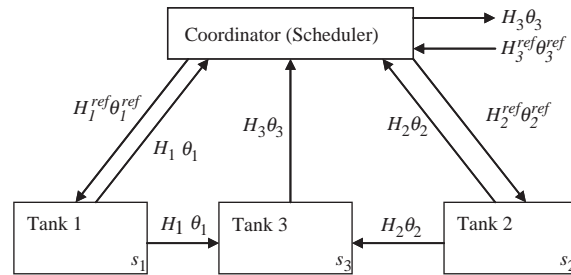 Coordinator (Scheduler)
H₃θ₃
H₃ʳᵉᶠθ₃ʳᵉᶠ
H₁ʳᵉᶠθ₁ʳᵉᶠ
H₁ θ₁
H₃θ₃
H₂θ₂
H₂ʳᵉᶠθ₂ʳᵉᶠ
Tank 1
s₁
H₁ θ₁
Tank 3
s₃
H₂θ₂
Tank 2
s₂